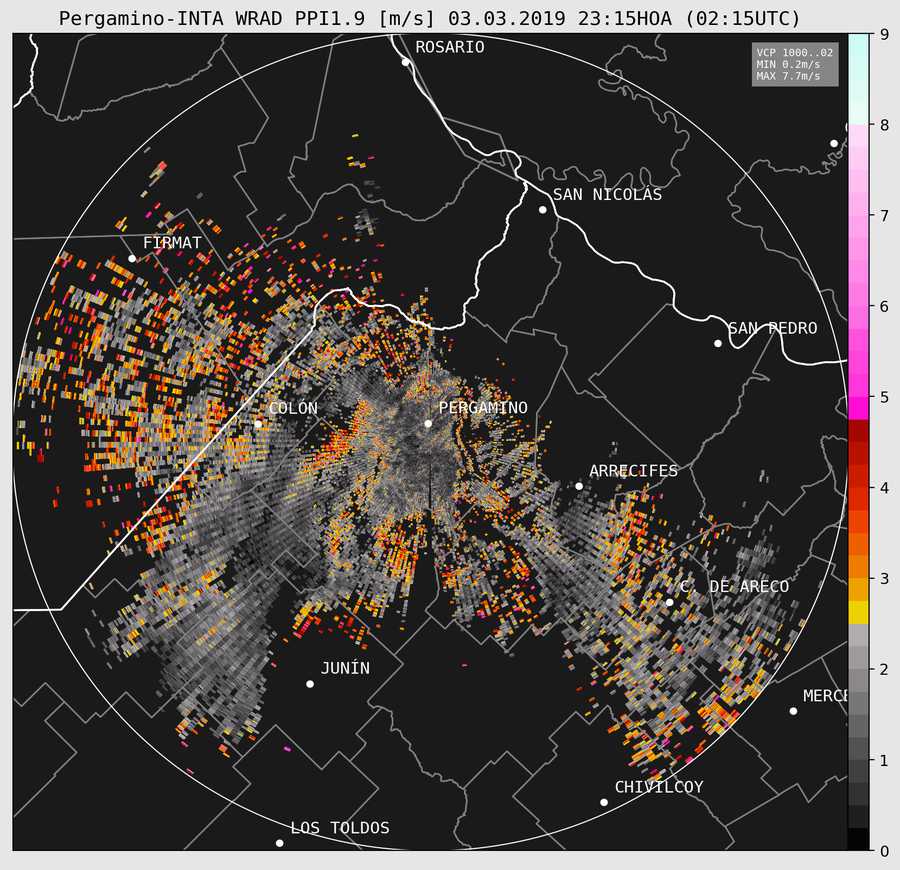 Pergamino-INTA WRAD PPI1.9 [m/s] 03.03.2019 23:15HOA (02:15UTC)
VCP 1000..02
MIN 0.2m/s
MAX 7.7m/s
ROSARIO
SAN NICOLÁS
FIRMAT
SAN PEDRO
COLÓN
PERGAMINO
ARRECIFES
C. DE ARECO
JUNÍN
MERCE
CHIVILCOY
LOS TOLDOS
9
8
7
6
5
4
3
2
1
0